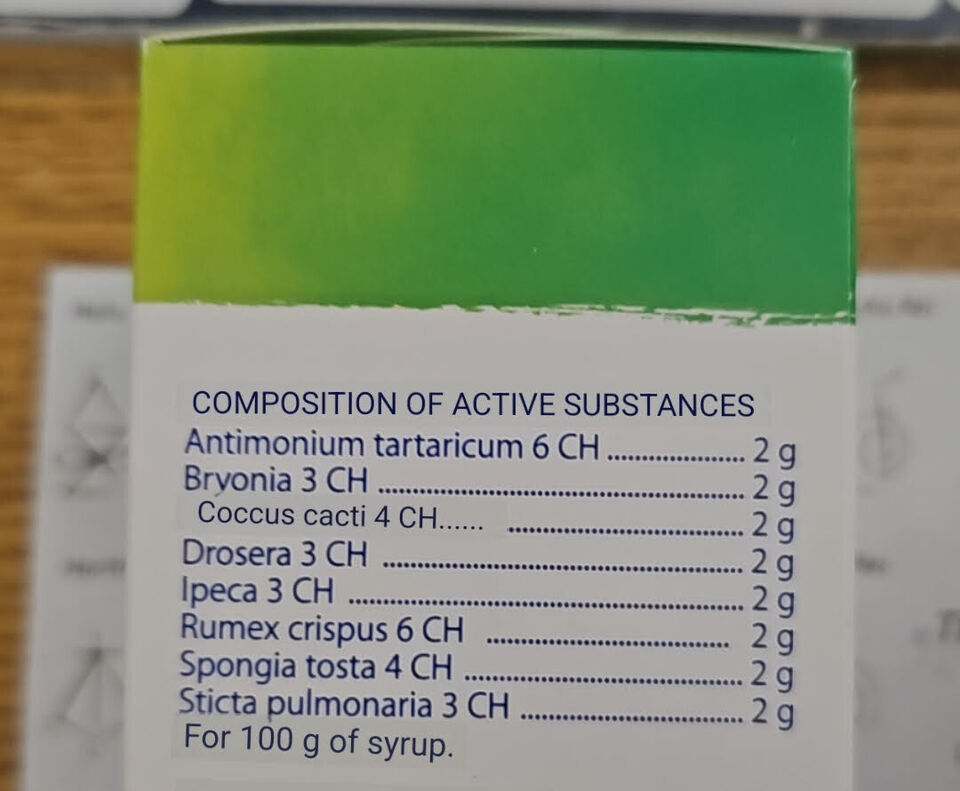 COMPOSITION OF ACTIVE SUBSTANCES
Antimonium tartaricum 6 CH ..................... 2 g
Bryonia 3 CH ........................................................ 2 g
Coccus cacti 4 CH...... .................................... 2 g
Drosera 3 CH ....................................................... 2 g
Ipeca 3 CH ............................................................. 2 g
Rumex crispus 6 CH ..................................... 2 g
Spongia tosta 4 CH ........................................... 2 g
Sticta pulmonaria 3 CH .................................. 2 g
For 100 g of syrup.